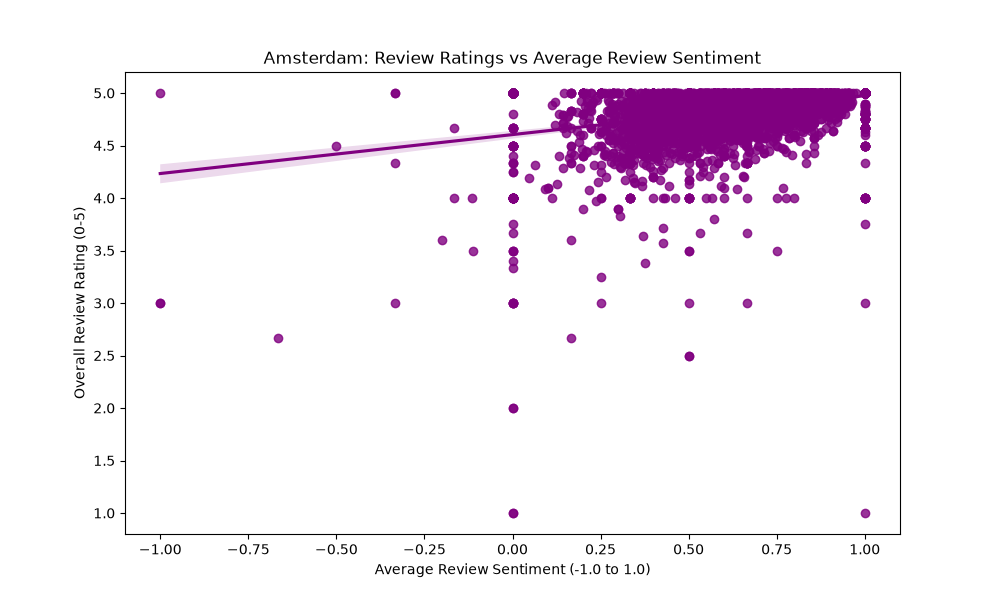 Amsterdam: Review Ratings vs Average Review Sentiment
Overall Review Rating (0-5)
5.0
4.5
4.0
3.5
3.0
2.5
2.0
1.5
1.0
−1.00 −0.75 −0.50 −0.25 0.00 0.25 0.50 0.75 1.00
Average Review Sentiment (-1.0 to 1.0)